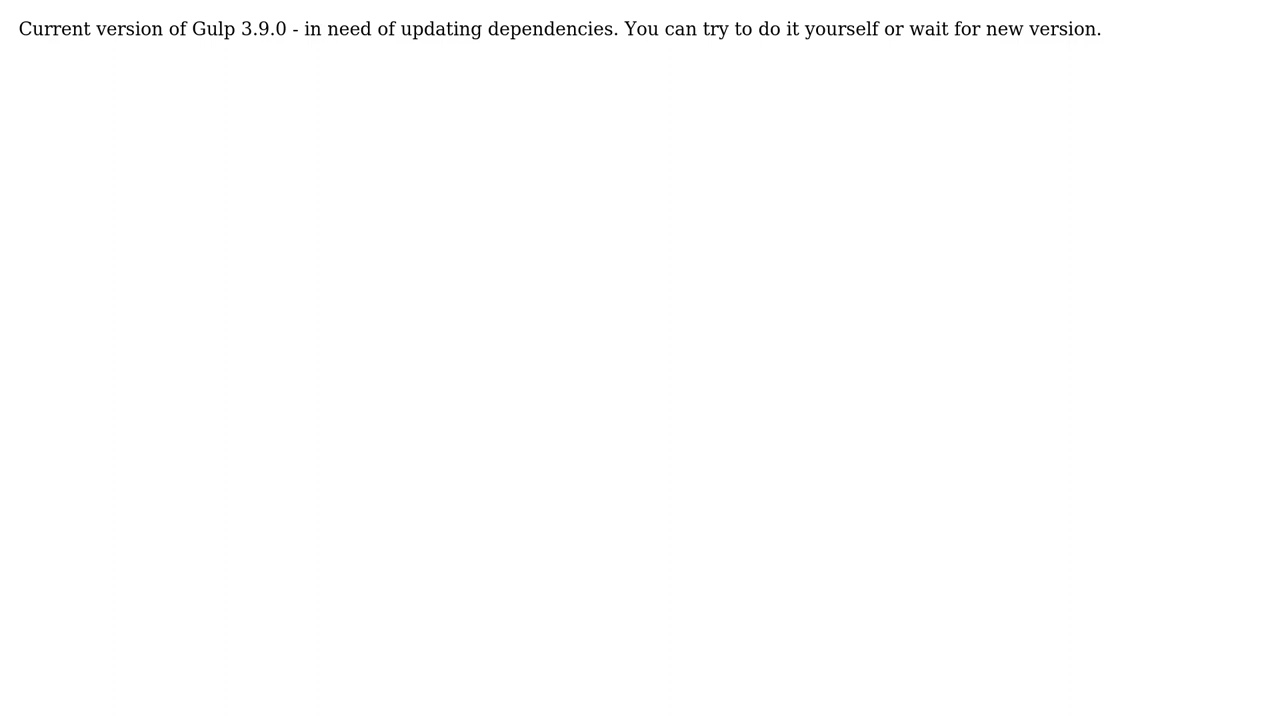 Current version of Gulp 3.9.0 - in need of updating dependencies. You can try to do it yourself or wait for new version.